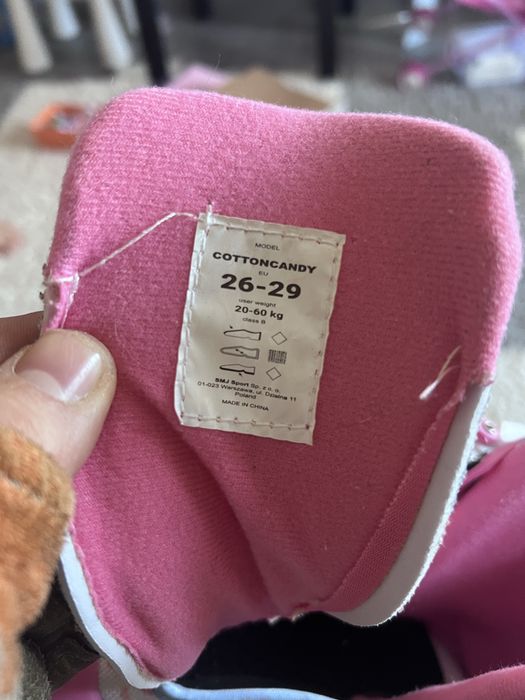 MODEL
COTTONCANDY
EU
26-29
user weight
20-60 kg
class B
SMJ Sport Sp. z o. o.
01-023 Warszawa, ul. Dzielna 11
Poland
MADE IN CHINA